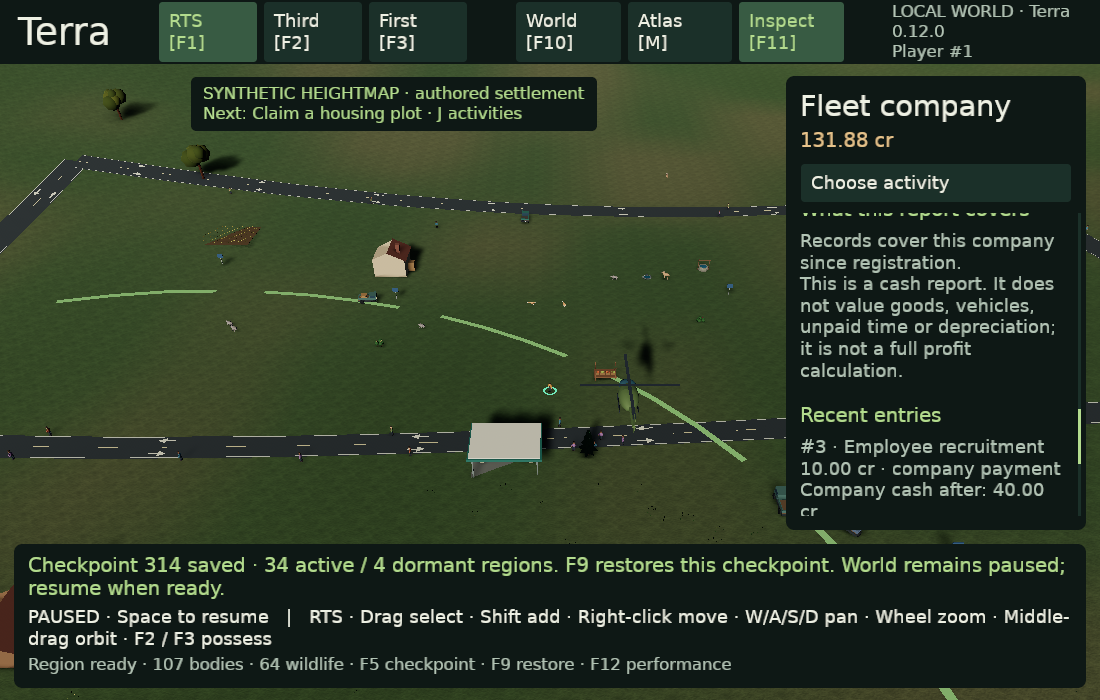 Terra
RTS
[F1]
Third
[F2]
First
[F3]
World
[F10]
Atlas
[M]
Inspect
[F11]
LOCAL WORLD · Terra
0.12.0
Player #1
SYNTHETIC HEIGHTMAP · authored settlement
Next: Claim a housing plot · J activities
Fleet company
131.88 cr
Choose activity
What this report covers
Records cover this company
since registration.
This is a cash report. It does
not value goods, vehicles,
unpaid time or depreciation;
it is not a full profit
calculation.
Recent entries
#3 · Employee recruitment
10.00 cr · company payment
Company cash after: 40.00
cr
Checkpoint 314 saved · 34 active / 4 dormant regions. F9 restores this checkpoint. World remains paused;
resume when ready.
PAUSED · Space to resume | RTS · Drag select · Shift add · Right-click move · W/A/S/D pan · Wheel zoom · Middle-
drag orbit · F2 / F3 possess
Region ready · 107 bodies · 64 wildlife · F5 checkpoint · F9 restore · F12 performance